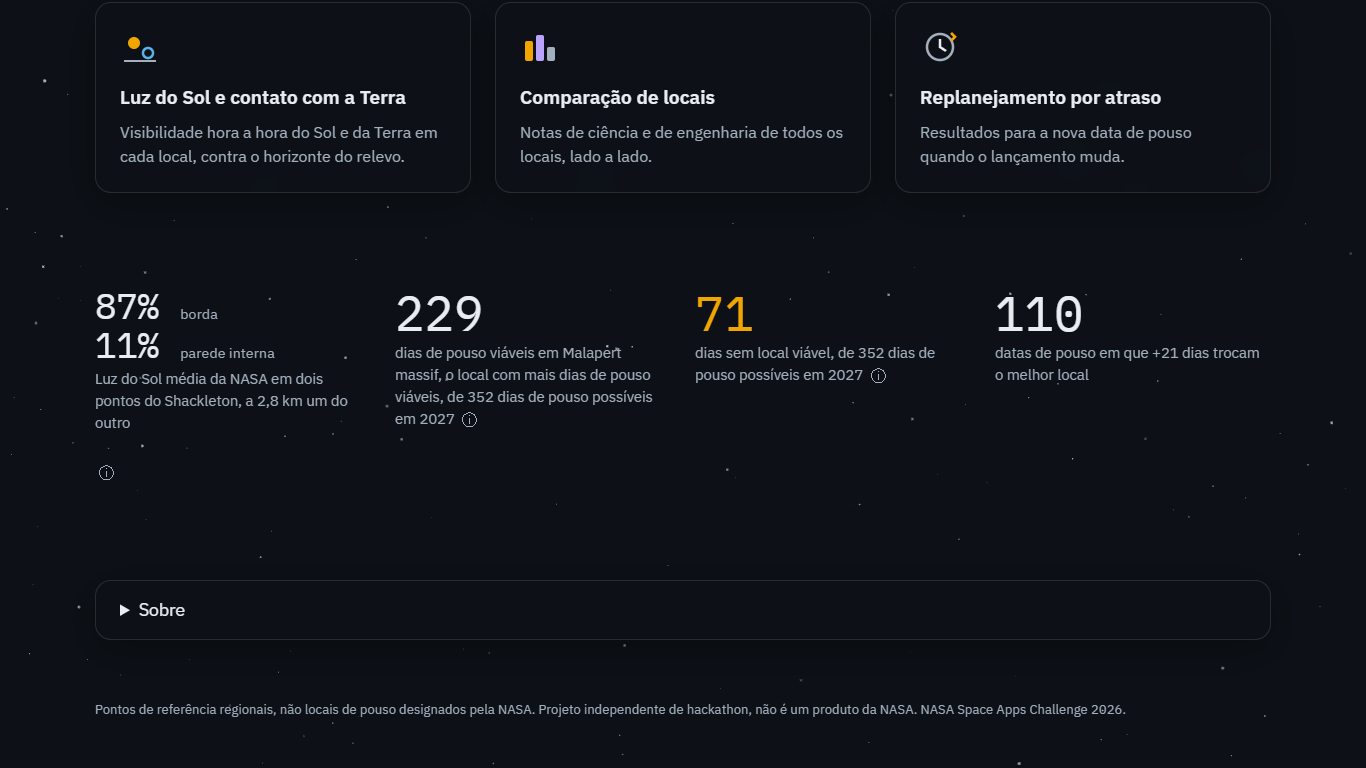 Luz do Sol e contato com a Terra
Visibilidade hora a hora do Sol e da Terra em
cada local, contra o horizonte do relevo.
Comparação de locais
Notas de ciência e de engenharia de todos os
locais, lado a lado.
Replanejamento por atraso
Resultados para a nova data de pouso
quando o lançamento muda.
87% borda
11% parede interna
Luz do Sol média da NASA em dois
pontos do Shackleton, a 2,8 km um do
outro
229
dias de pouso viáveis em Malapert
massif, o local com mais dias de pouso
viáveis, de 352 dias de pouso possíveis
em 2027
71
dias sem local viável, de 352 dias de
pouso possíveis em 2027
110
datas de pouso em que +21 dias trocam
o melhor local
Sobre
Pontos de referência regionais, não locais de pouso designados pela NASA. Projeto independente de hackathon, não é um produto da NASA. NASA Space Apps Challenge 2026.